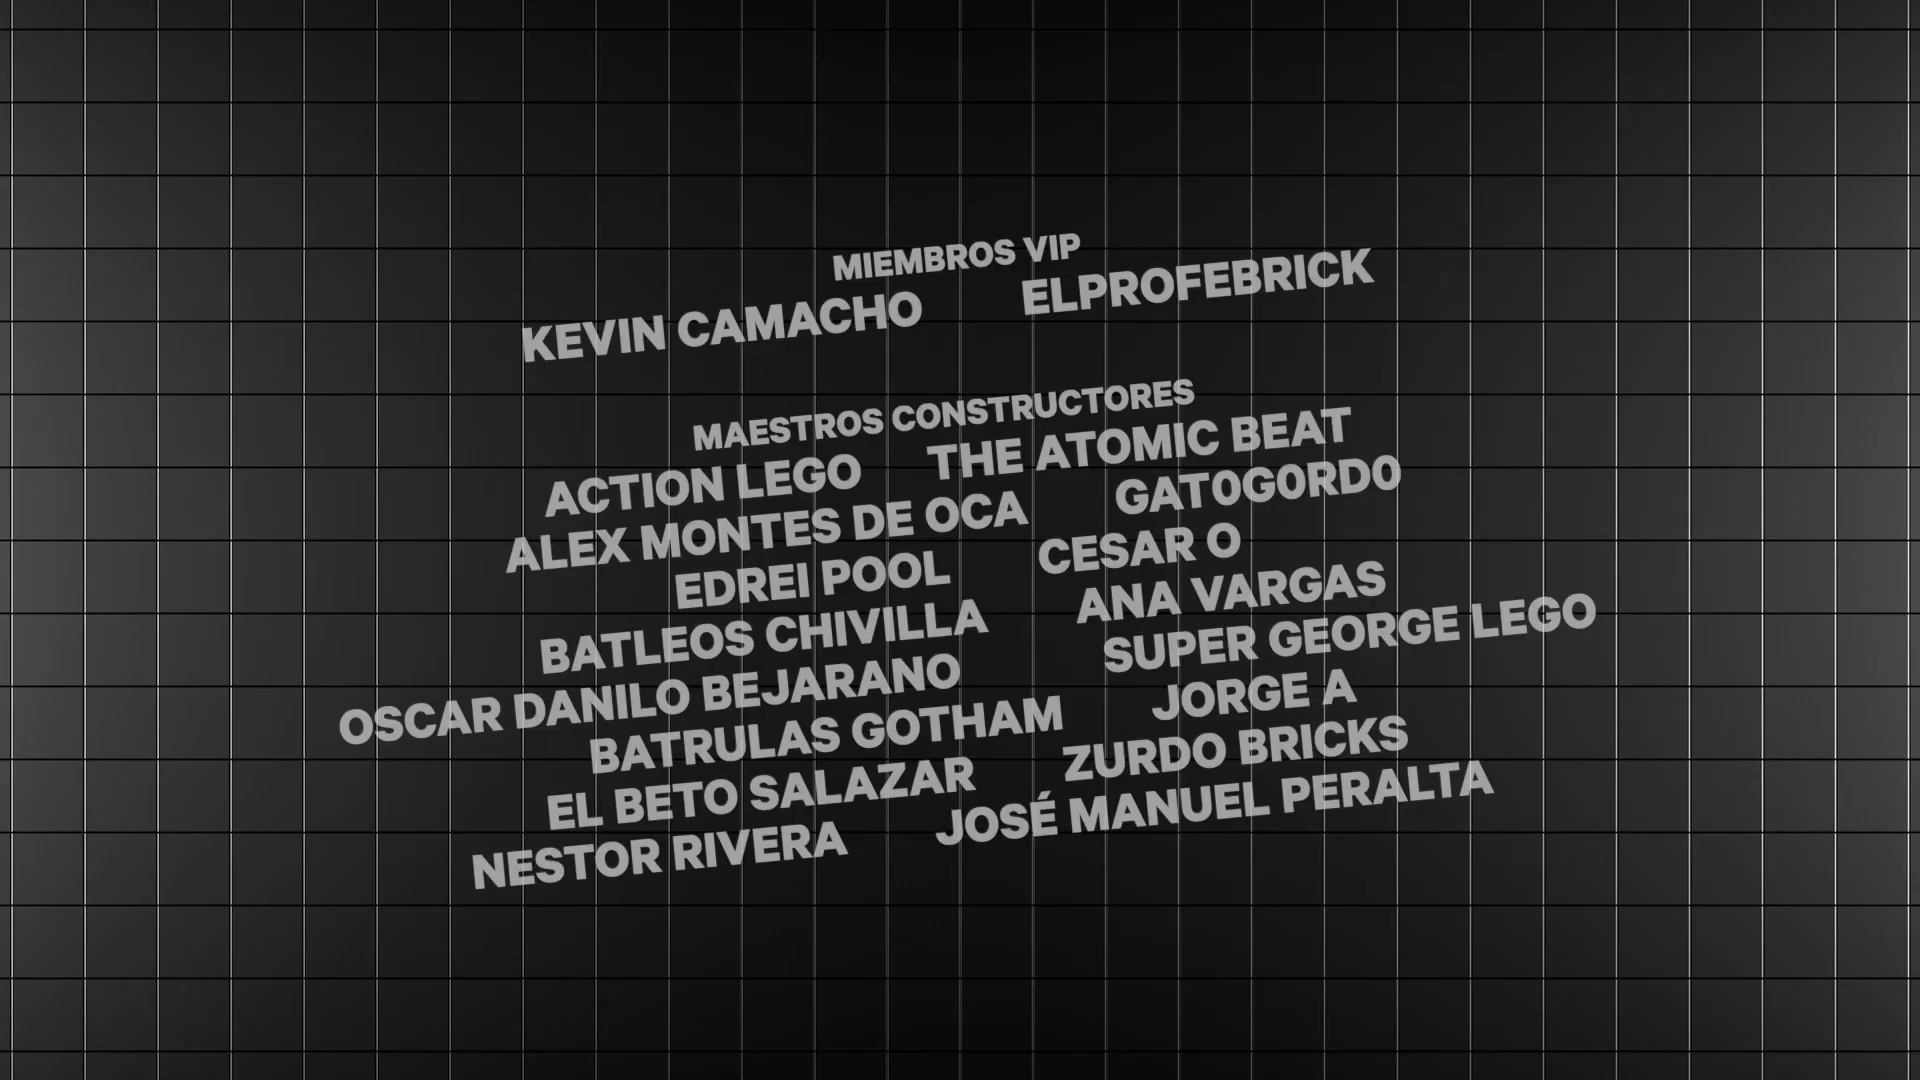 MIEMBROS VIP
KEVIN CAMACHO ELPROFEBRICK
MAESTROS CONSTRUCTORES
ACTION LEGO THE ATOMIC BEAT
ALEX MONTES DE OCA GAT0G0RD0
EDREI POOL CESAR O
BATLEOS CHIVILLA ANA VARGAS
OSCAR DANILO BEJARANO SUPER GEORGE LEGO
BATRULAS GOTHAM JORGE A
EL BETO SALAZAR ZURDO BRICKS
NESTOR RIVERA JOSÉ MANUEL PERALTA